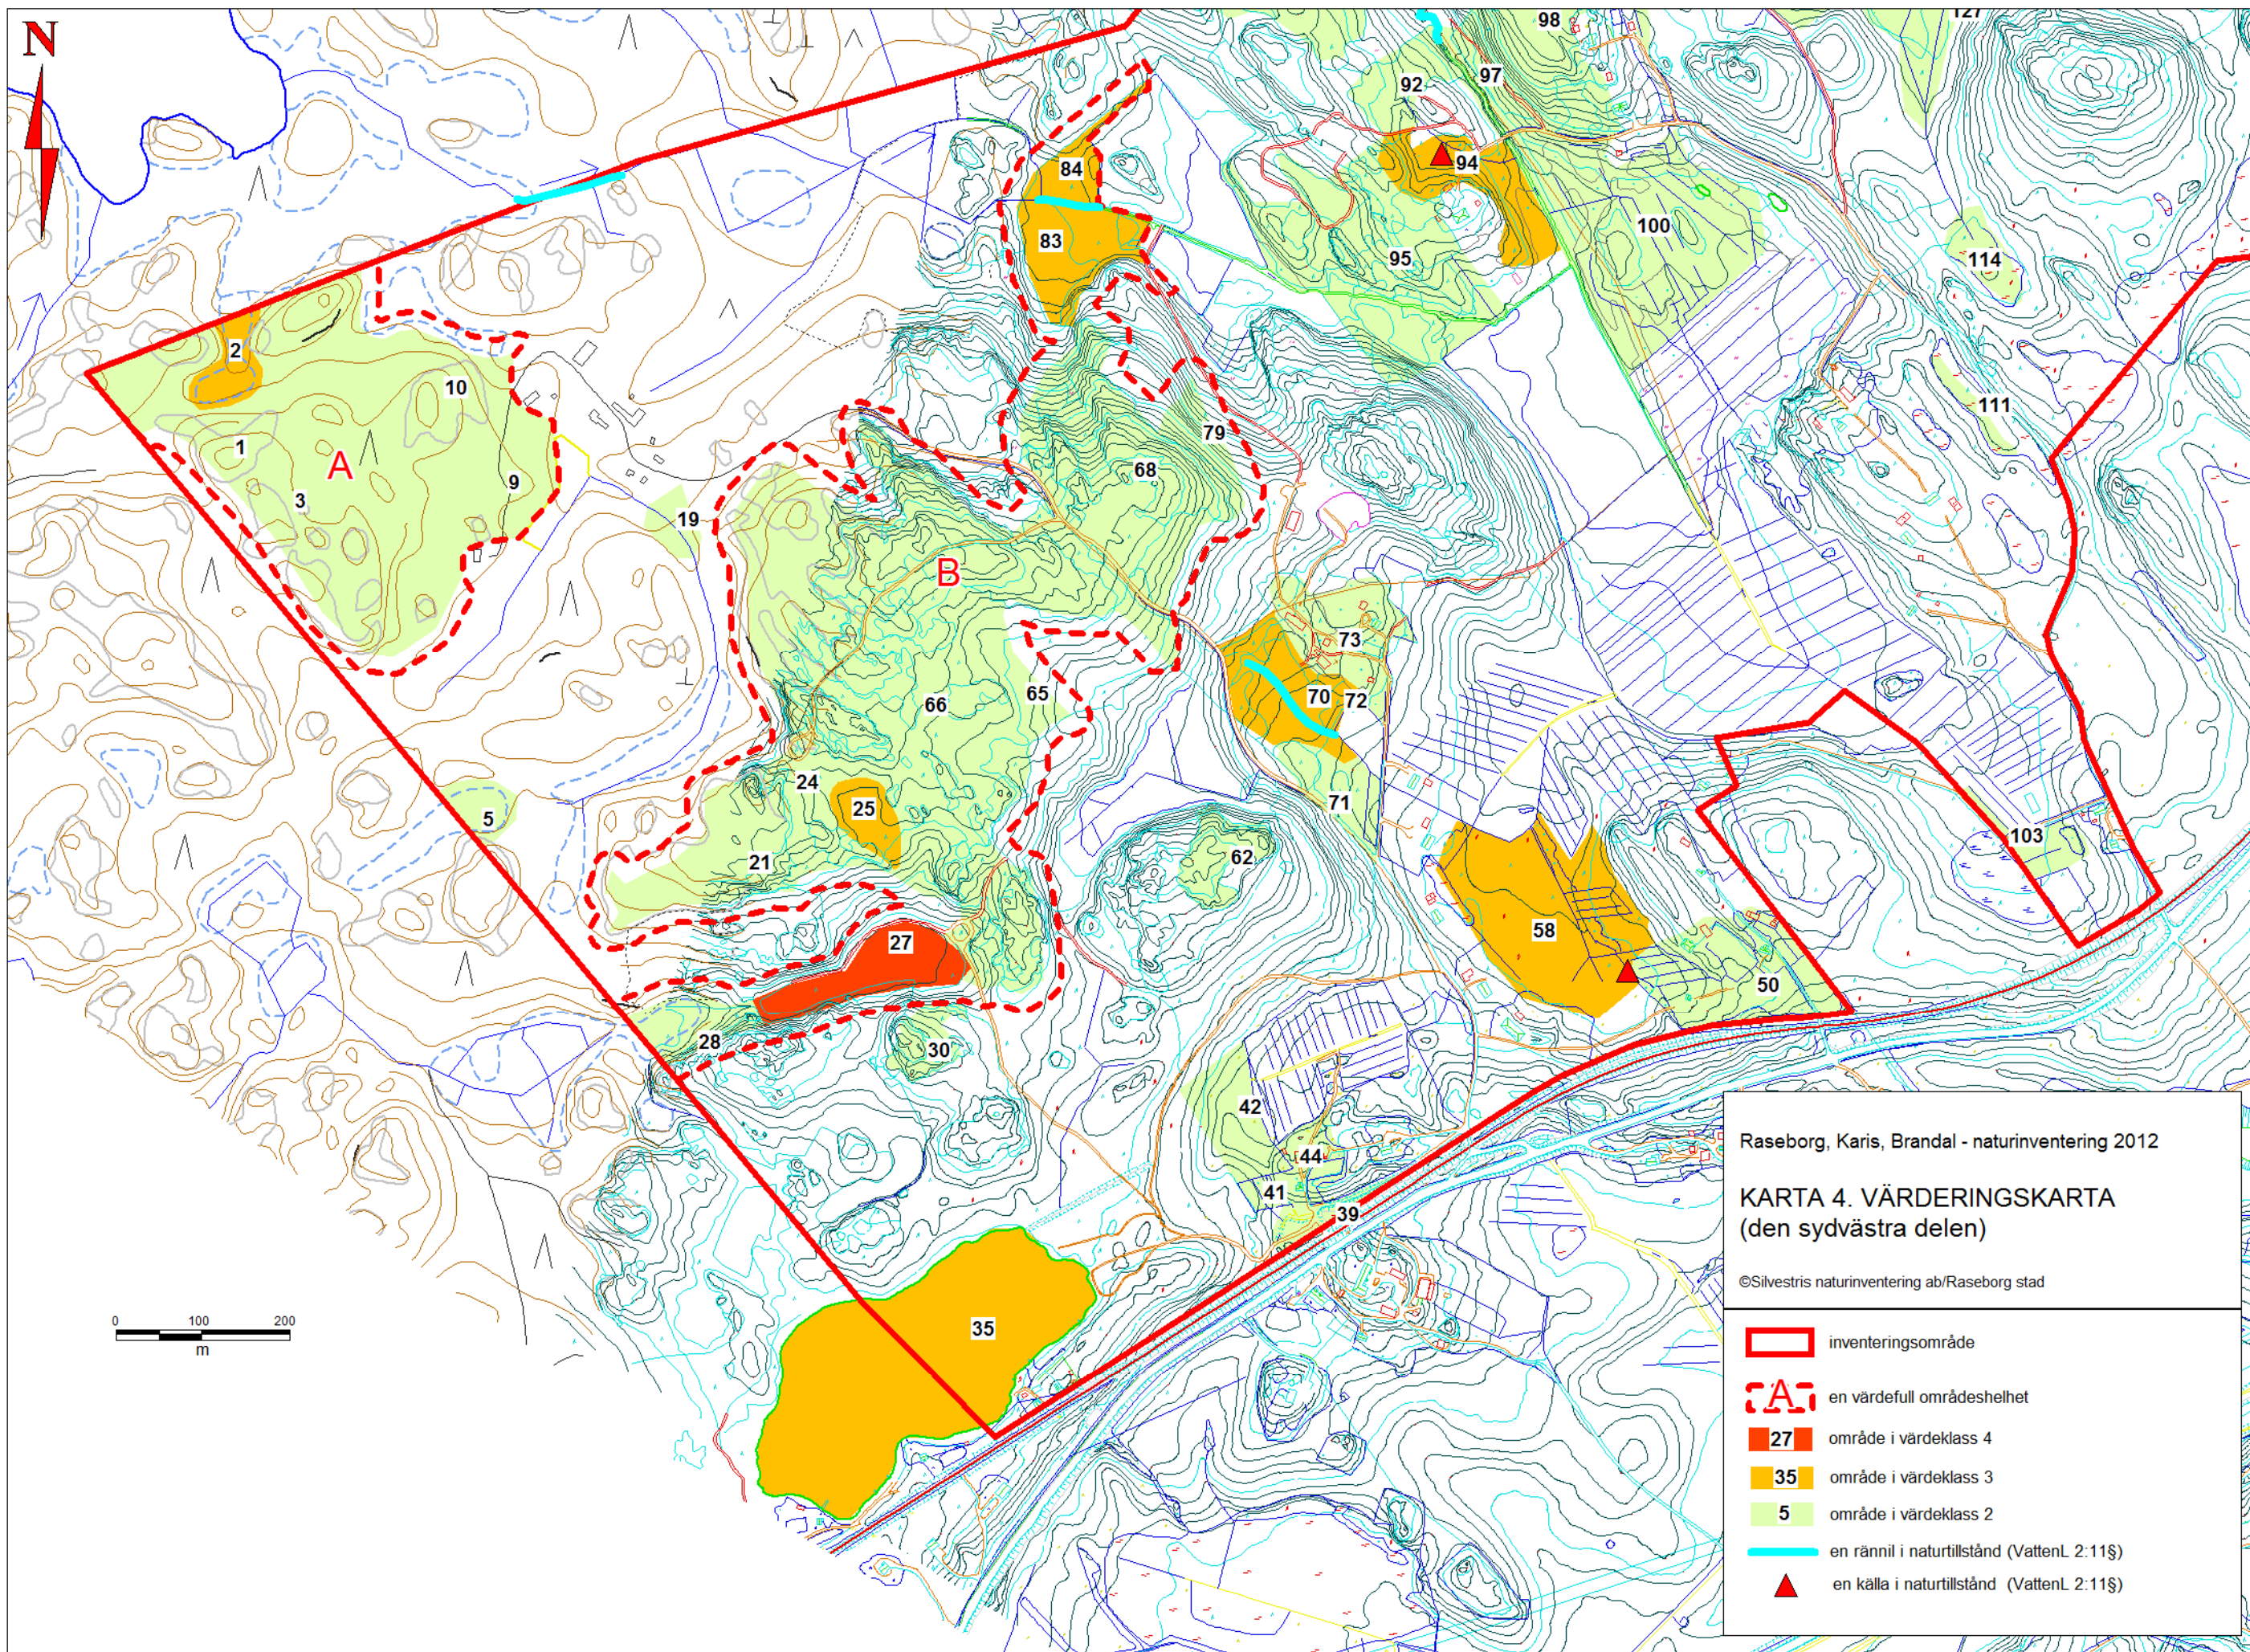 N
98
127
92
97
84
94
83
100
95
114
2
10
111
1
79
A
68
3
9
19
B
73
65
70
72
66
24
25
71
5
103
21
62
27
58
50
28
30
42
44
41
39
35
0 100 200
m
Raseborg, Karis, Brandal - naturinventering 2012
KARTA 4. VÄRDERINGSKARTA
(den sydvästra delen)
©Silvestris naturinventering ab/Raseborg stad
inventeringsområde
A en värdefull områdeshelhet
27 område i värdeklass 4
35 område i värdeklass 3
5 område i värdeklass 2
en rännil i naturtillstånd (VattenL 2:11§)
en källa i naturtillstånd (VattenL 2:11§)